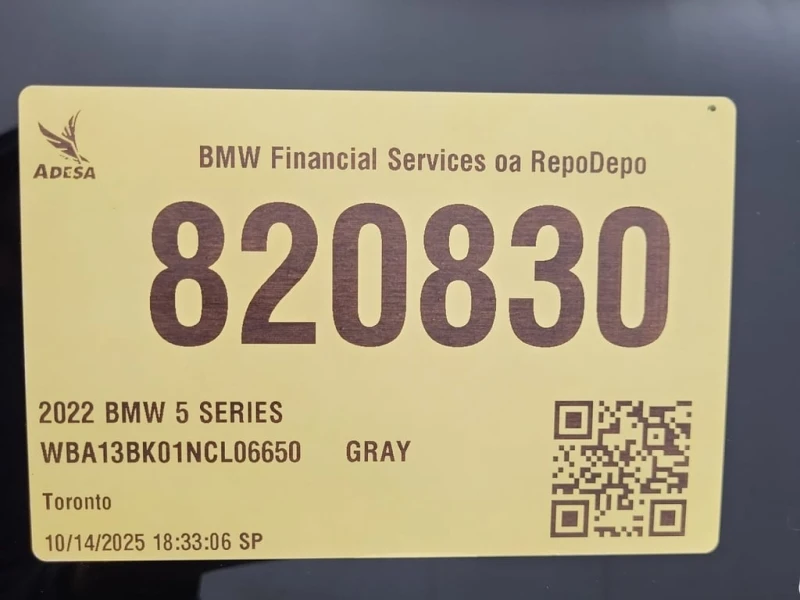 ADESA
BMW Financial Services oa RepoDepo
820830
2022 BMW 5 SERIES
WBA13BK01NCL06650 GRAY
Toronto
10/14/2025 18:33:06 SP